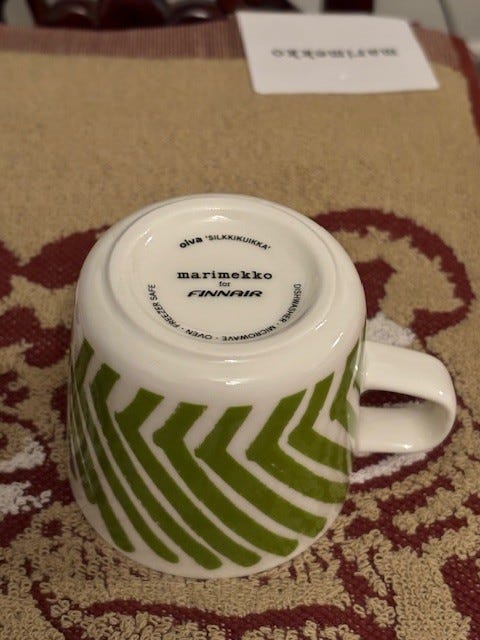 marimekko
oiva 'SILKKIKUIKKA'
marimekko
for
FINNAIR
DISHWASHER · MICROWAVE · OVEN · FREEZER SAFE